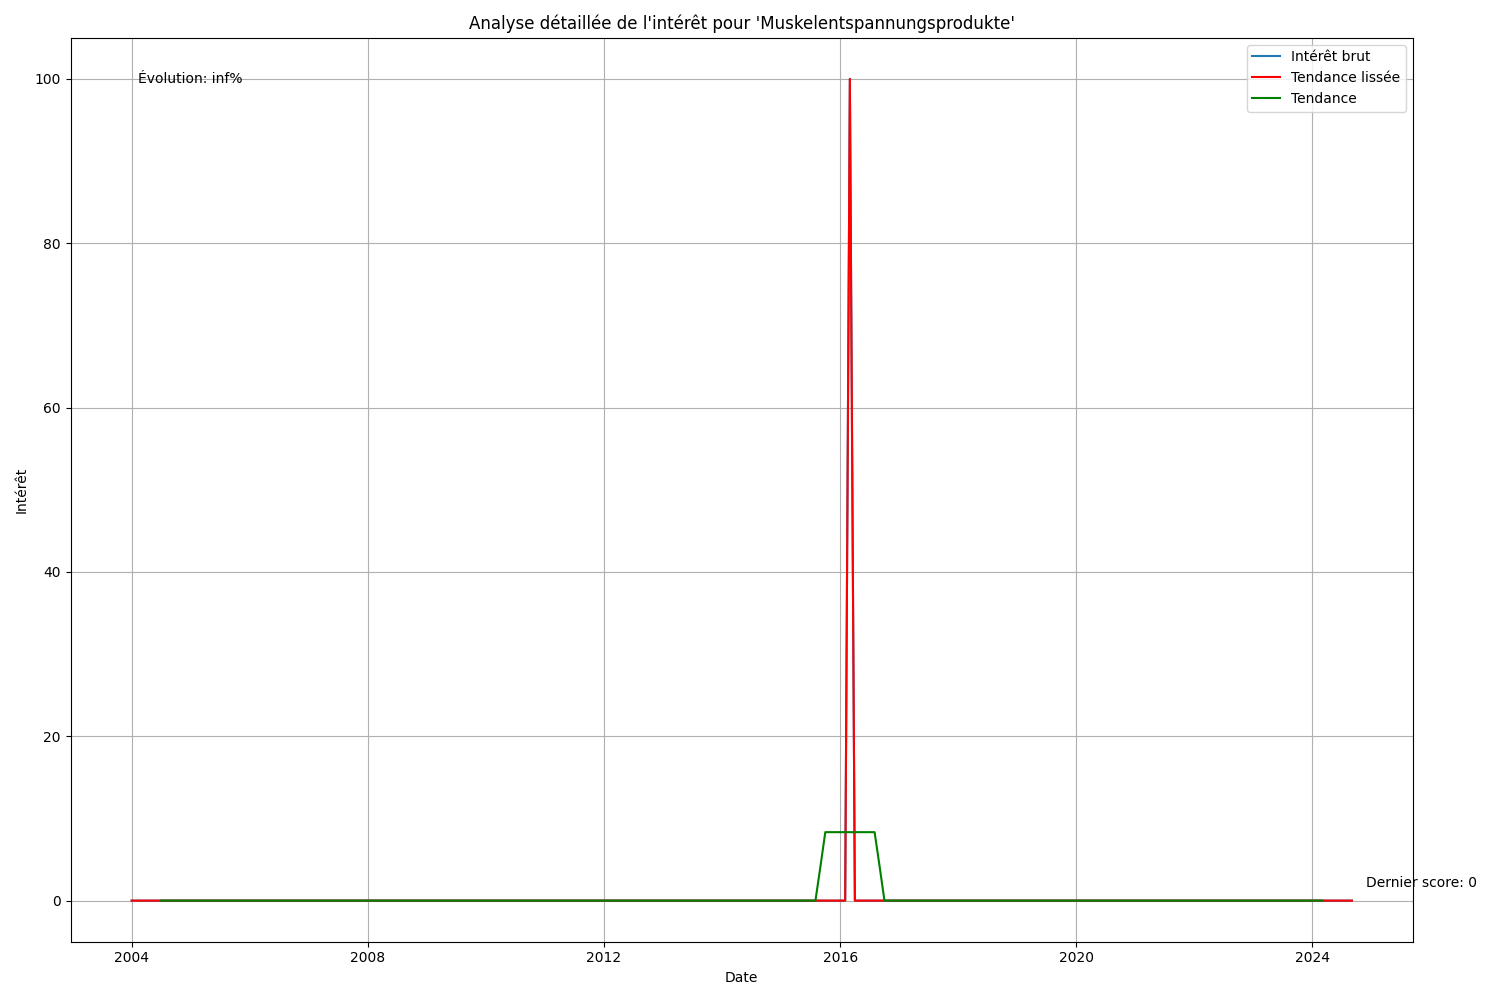 Analyse détaillée de l'intérêt pour 'Muskelentspannungsprodukte'
Évolution: inf%
Intérêt brut
Tendance lissée
Tendance
100
80
60
40
20
0
Intérêt
Dernier score: 0
2004
2008
2012
2016
2020
2024
Date